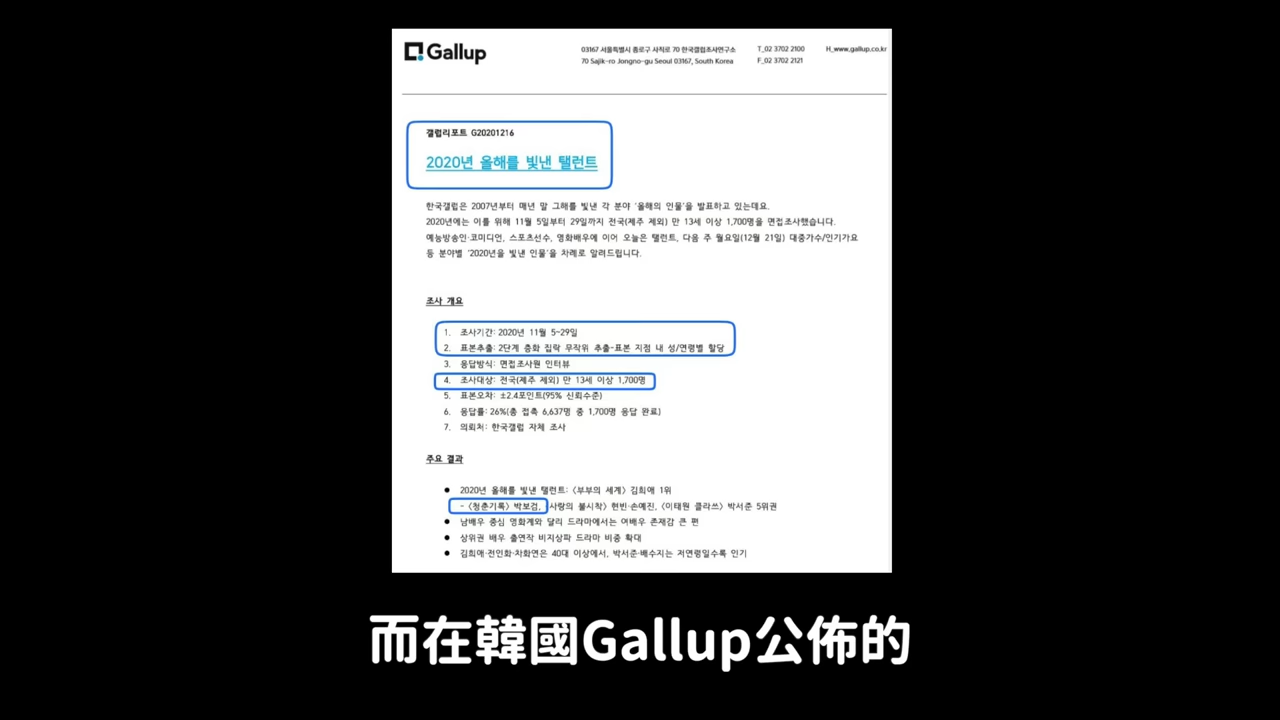 Gallup
03167 서울특별시 종로구 사직로 70 한국갤럽조사연구소
70 Sajik-ro Jongno-gu Seoul 03167, South Korea
T_02 3702 2100
F_02 3702 2121
H_www.gallup.co.kr
갤럽리포트 G20201216
2020년 올해를 빛낸 탤런트
한국갤럽은 2007년부터 매년 말 그해를 빛낸 각 분야 '올해의 인물'을 발표하고 있는데요.
2020년에는 이를 위해 11월 5일부터 29일까지 전국(제주 제외) 만 13세 이상 1,700명을 면접조사했습니다.
예능방송인·코미디언, 스포츠선수, 영화배우에 이어 오늘은 탤런트, 다음 주 월요일(12월 21일) 대중가수/인기가요
등 분야별 '2020년을 빛낸 인물'을 차례로 알려드립니다.
조사 개요
1. 조사기간: 2020년 11월 5-29일
2. 표본추출: 2단계 층화 집락 무작위 추출-표본 지점 내 성/연령별 할당
3. 응답방식: 면접조사원 인터뷰
4. 조사대상: 전국(제주 제외) 만 13세 이상 1,700명
5. 표본오차: ±2.4포인트(95% 신뢰수준)
6. 응답률: 26%(총 접촉 6,637명 중 1,700명 응답 완료)
7. 의뢰처: 한국갤럽 자체 조사
주요 결과
● 2020년 올해를 빛낸 탤런트: 〈부부의 세계〉 김희애 1위
- 〈청춘기록〉 박보검, 사랑의 불시착〉 현빈·손예진, 〈이태원 클라쓰〉 박서준 5위권
● 남배우 중심 영화계와 달리 드라마에서는 여배우 존재감 큰 편
● 상위권 배우 출연작 비지상파 드라마 비중 확대
● 김희애·전인화·차화연은 40대 이상에서, 박서준·배수지는 저연령일수록 인기
而在韓國Gallup公佈的